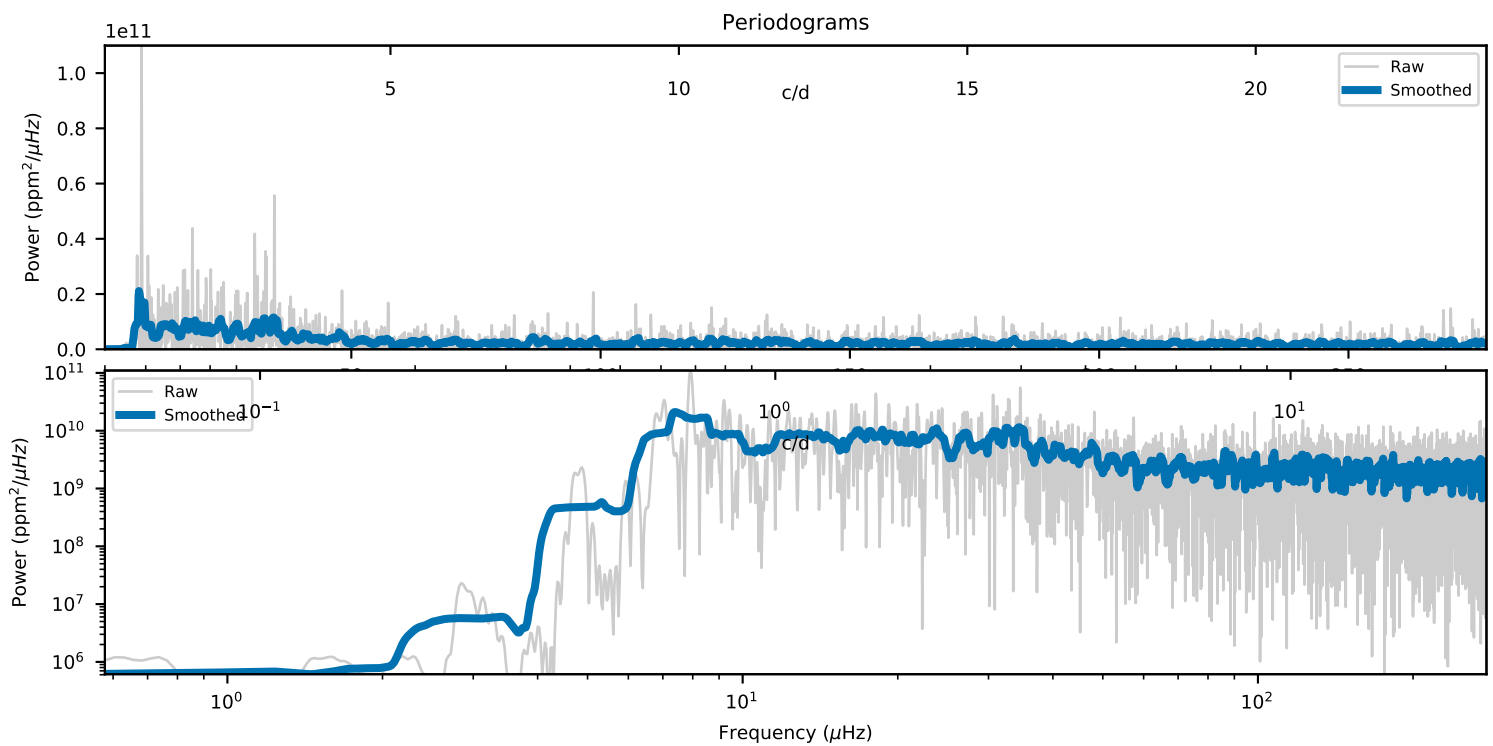 Periodograms
1e11
Power (ppm²/μHz)
1.0
0.8
0.6
0.4
0.2
0.0
5
10
15
20
c/d
Raw
Smoothed
Power (ppm²/μHz)
10¹¹
10¹⁰
10⁹
10⁸
10⁷
10⁶
Raw
Smoothed
10⁻¹
10⁰
10¹
c/d
10⁰
10¹
10²
Frequency (μHz)